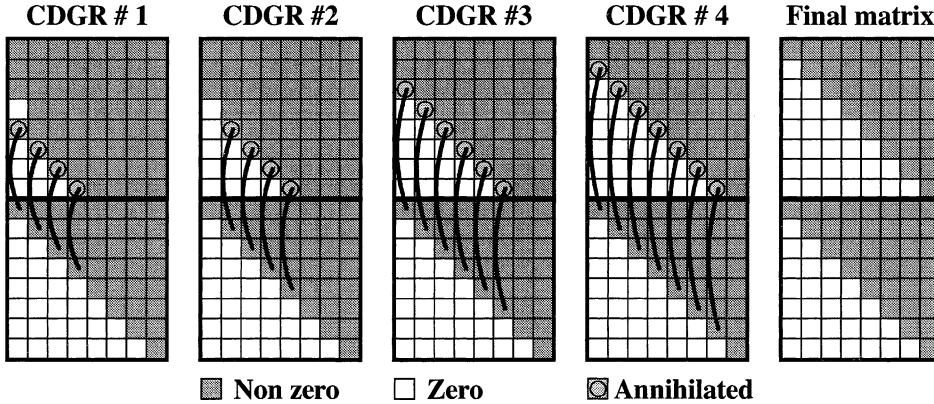 CDGR # 1 CDGR #2 CDGR #3 CDGR # 4 Final matrix
Non zero Zero Annihilated